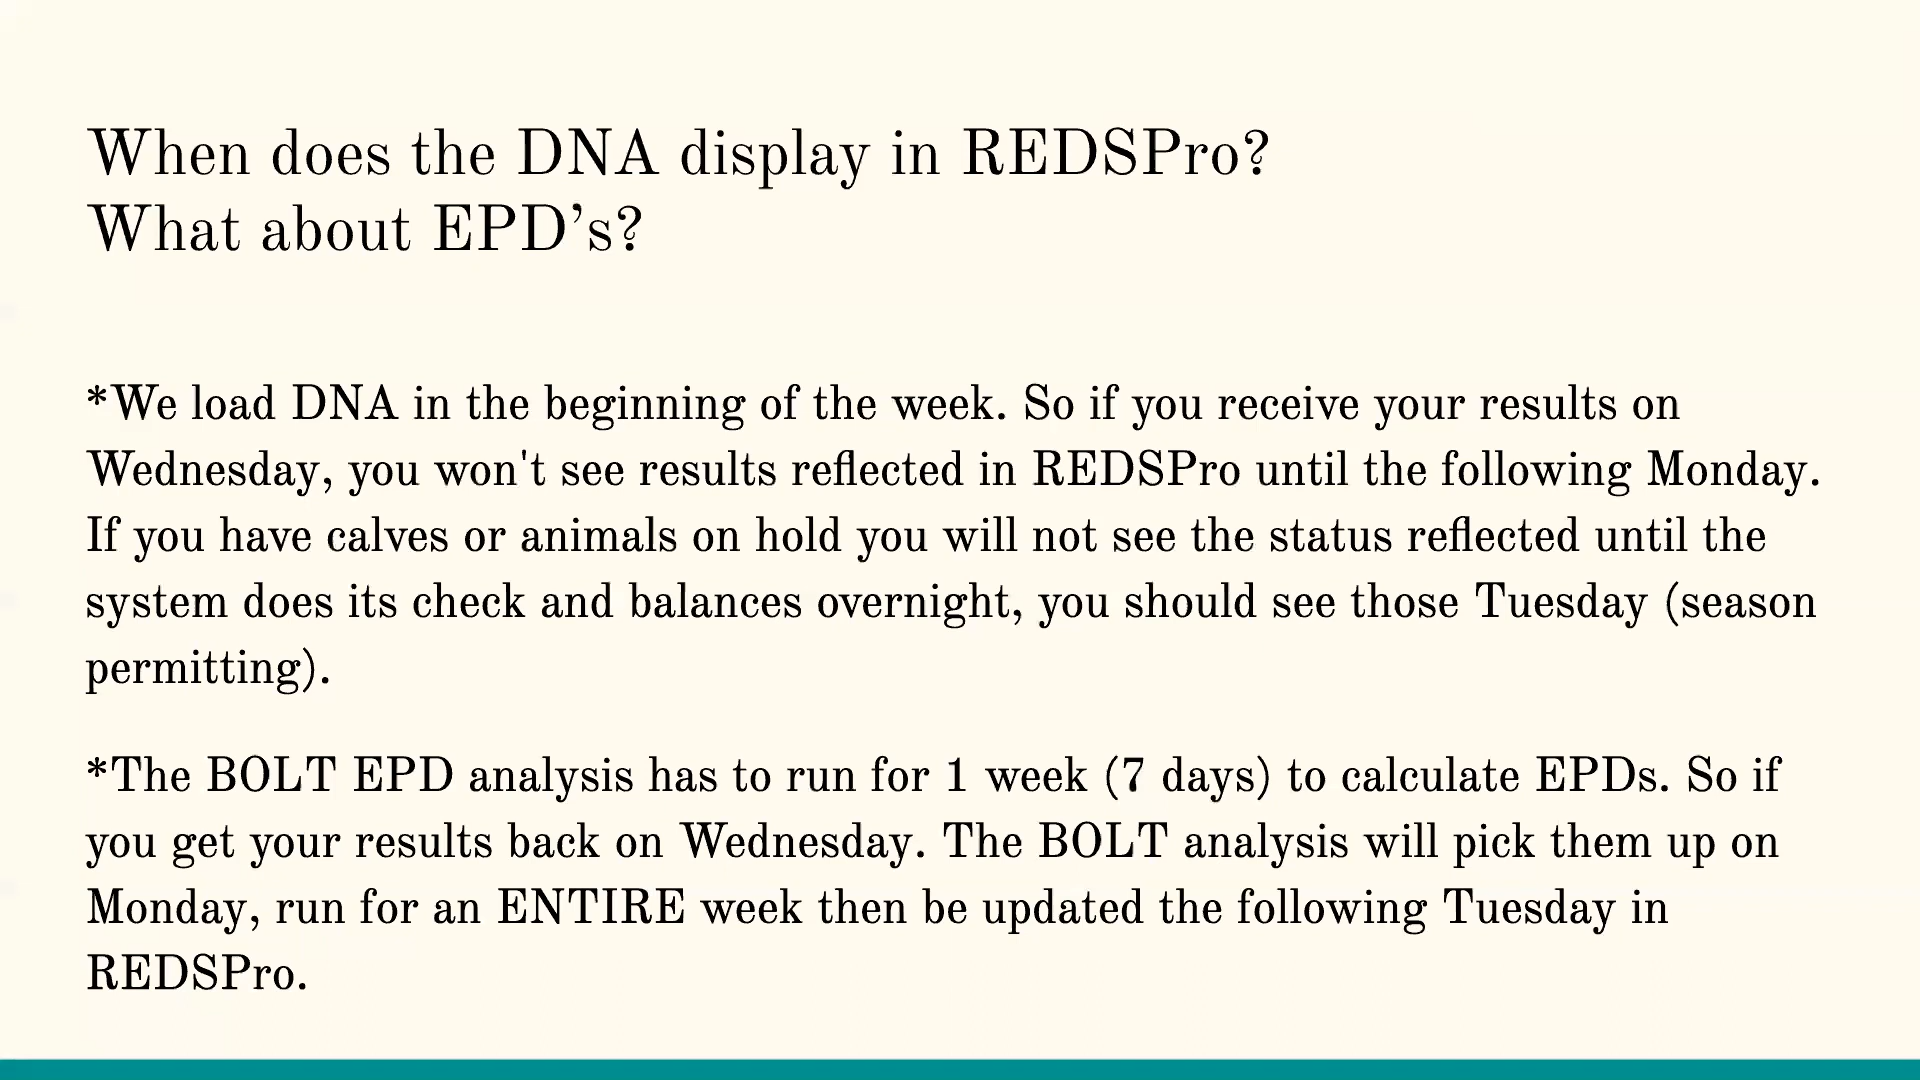 When does the DNA display in REDSPro?
What about EPD’s?
*We load DNA in the beginning of the week. So if you receive your results on
Wednesday, you won't see results reflected in REDSPro until the following Monday.
If you have calves or animals on hold you will not see the status reflected until the
system does its check and balances overnight, you should see those Tuesday (season
permitting).
*The BOLT EPD analysis has to run for 1 week (7 days) to calculate EPDs. So if
you get your results back on Wednesday. The BOLT analysis will pick them up on
Monday, run for an ENTIRE week then be updated the following Tuesday in
REDSPro.